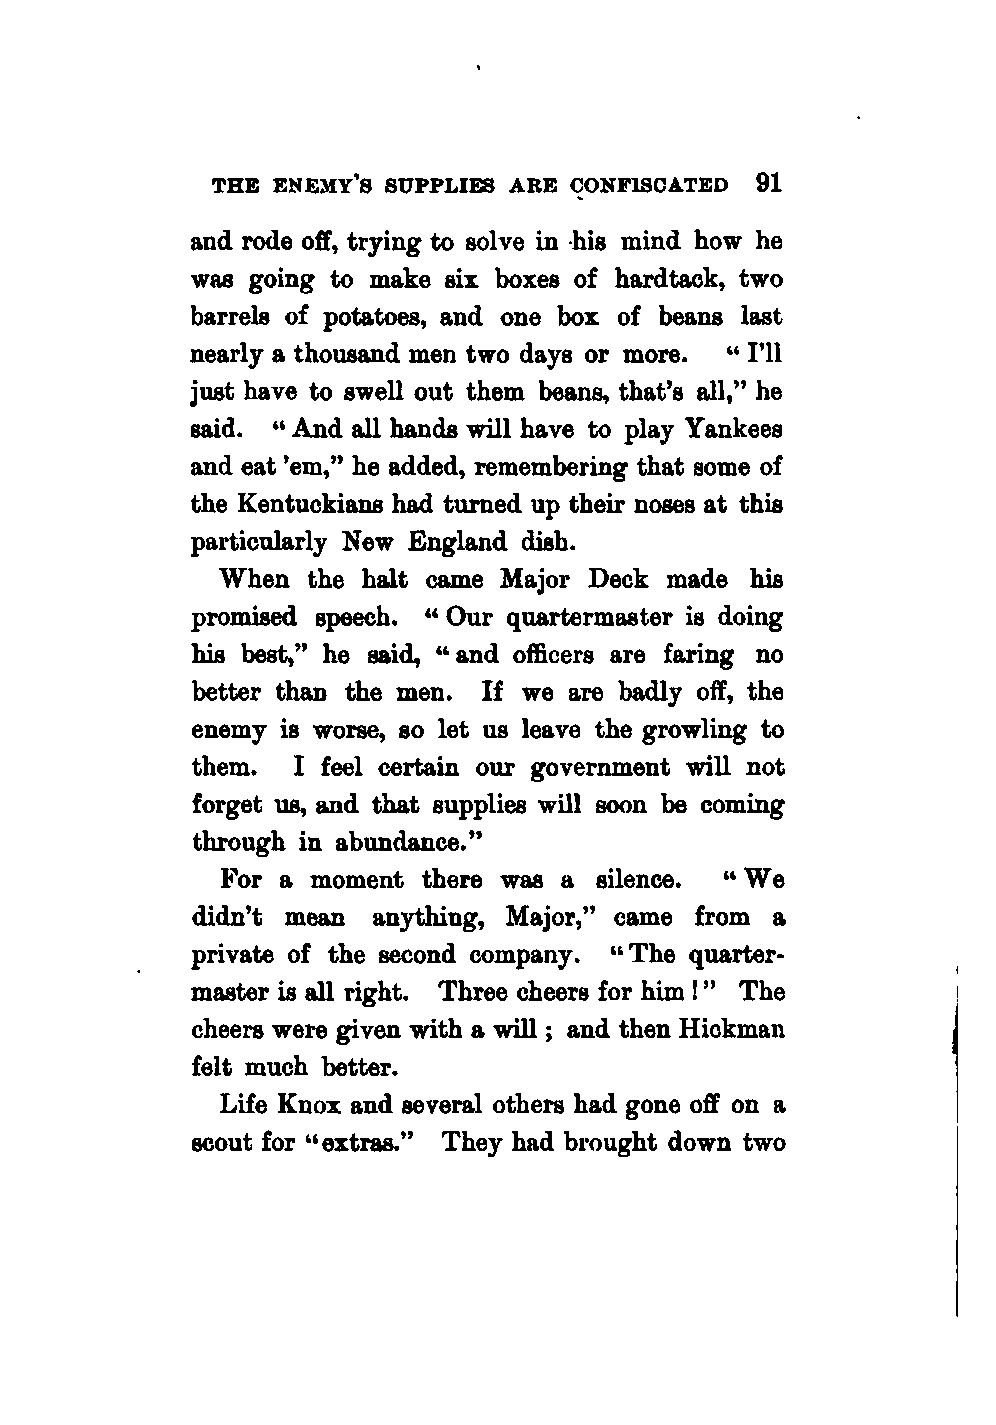 THE ENEMY'S SUPPLIES ARE CONFISCATED 91
and rode off, trying to solve in his mind how he
was going to make six boxes of hardtack, two
barrels of potatoes, and one box of beans last
nearly a thousand men two days or more. "I'll
just have to swell out them beans, that's all," he
said. "And all hands will have to play Yankees
and eat 'em," he added, remembering that some of
the Kentuckians had turned up their noses at this
particularly New England dish.
When the halt came Major Deck made his
promised speech. "Our quartermaster is doing
his best," he said, "and officers are faring no
better than the men. If we are badly off, the
enemy is worse, so let us leave the growling to
them. I feel certain our government will not
forget us, and that supplies will soon be coming
through in abundance."
For a moment there was a silence. "We
didn't mean anything, Major," came from a
private of the second company. "The quarter-
master is all right. Three cheers for him!" The
cheers were given with a will; and then Hickman
felt much better.
Life Knox and several others had gone off on a
scout for "extras." They had brought down two